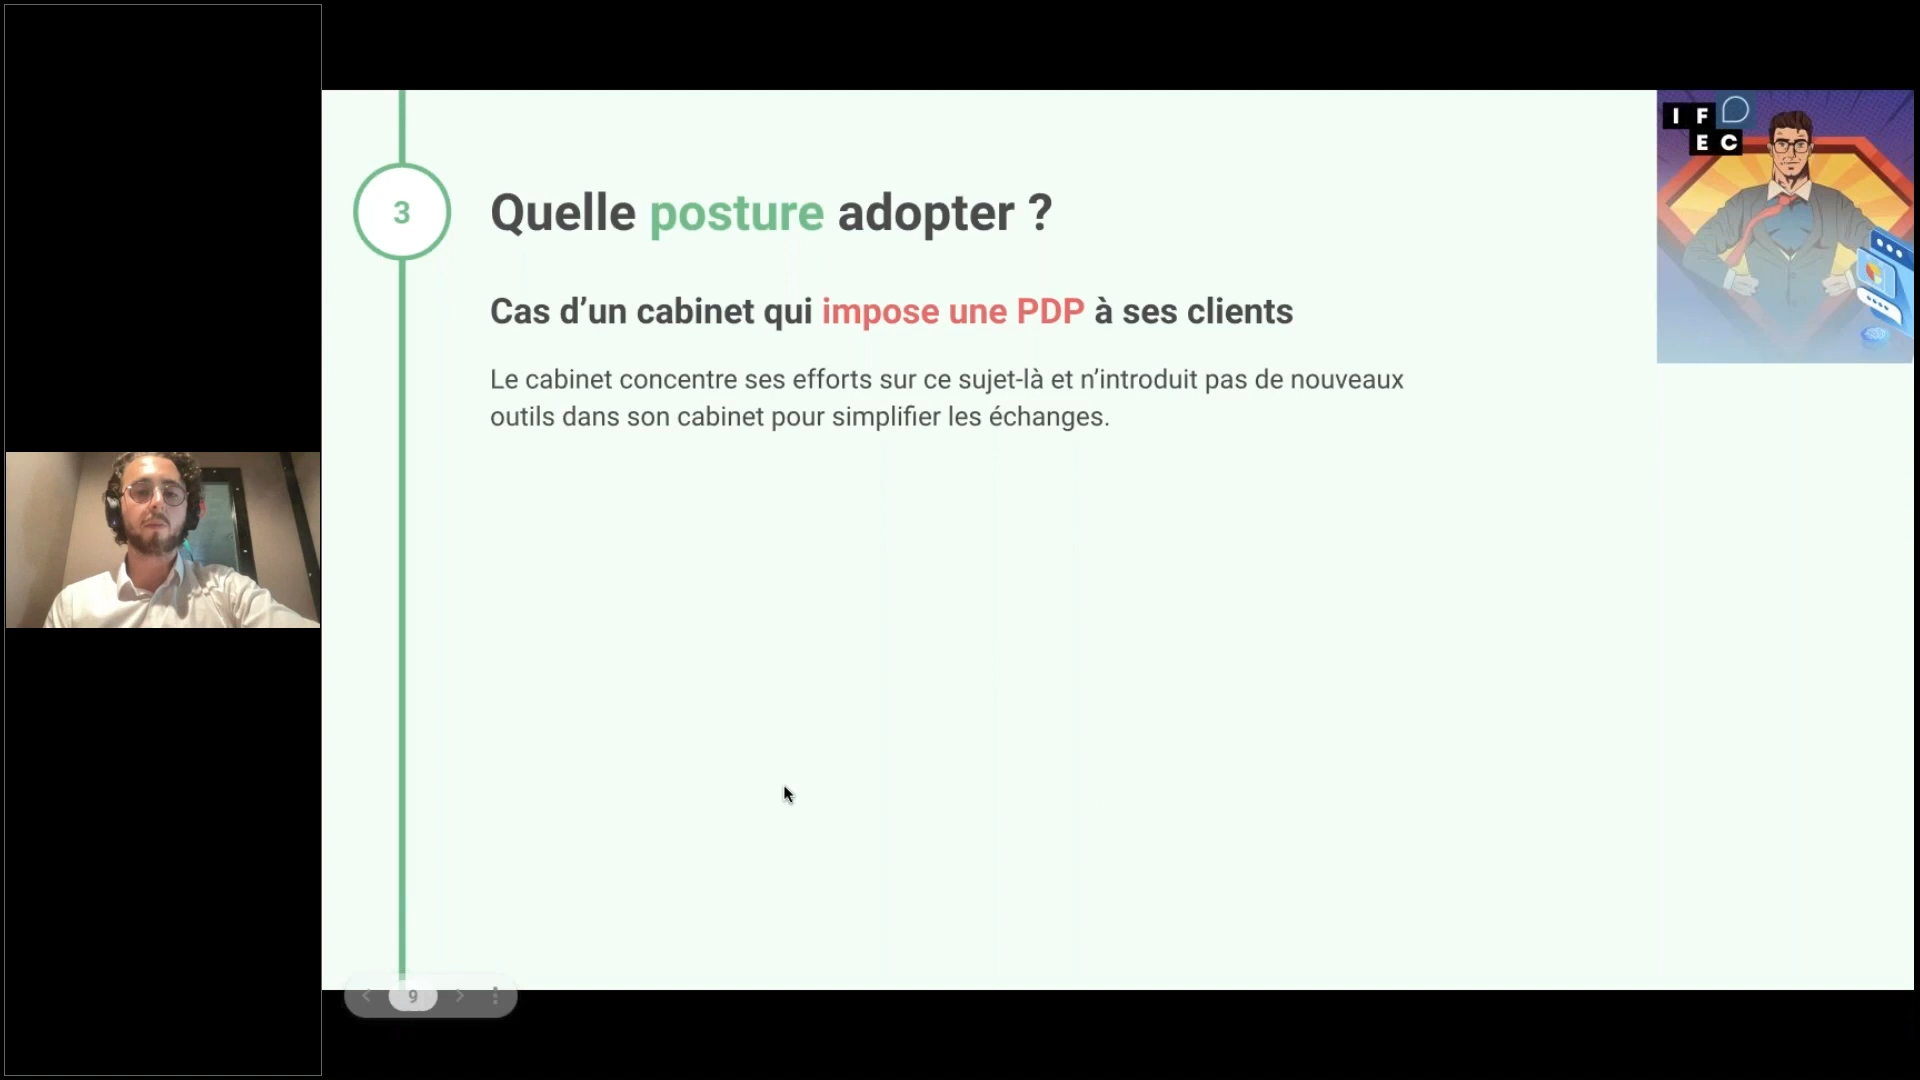 3
Quelle posture adopter ?
Cas d’un cabinet qui impose une PDP à ses clients
Le cabinet concentre ses efforts sur ce sujet-là et n’introduit pas de nouveaux
outils dans son cabinet pour simplifier les échanges.
I F
E C
9